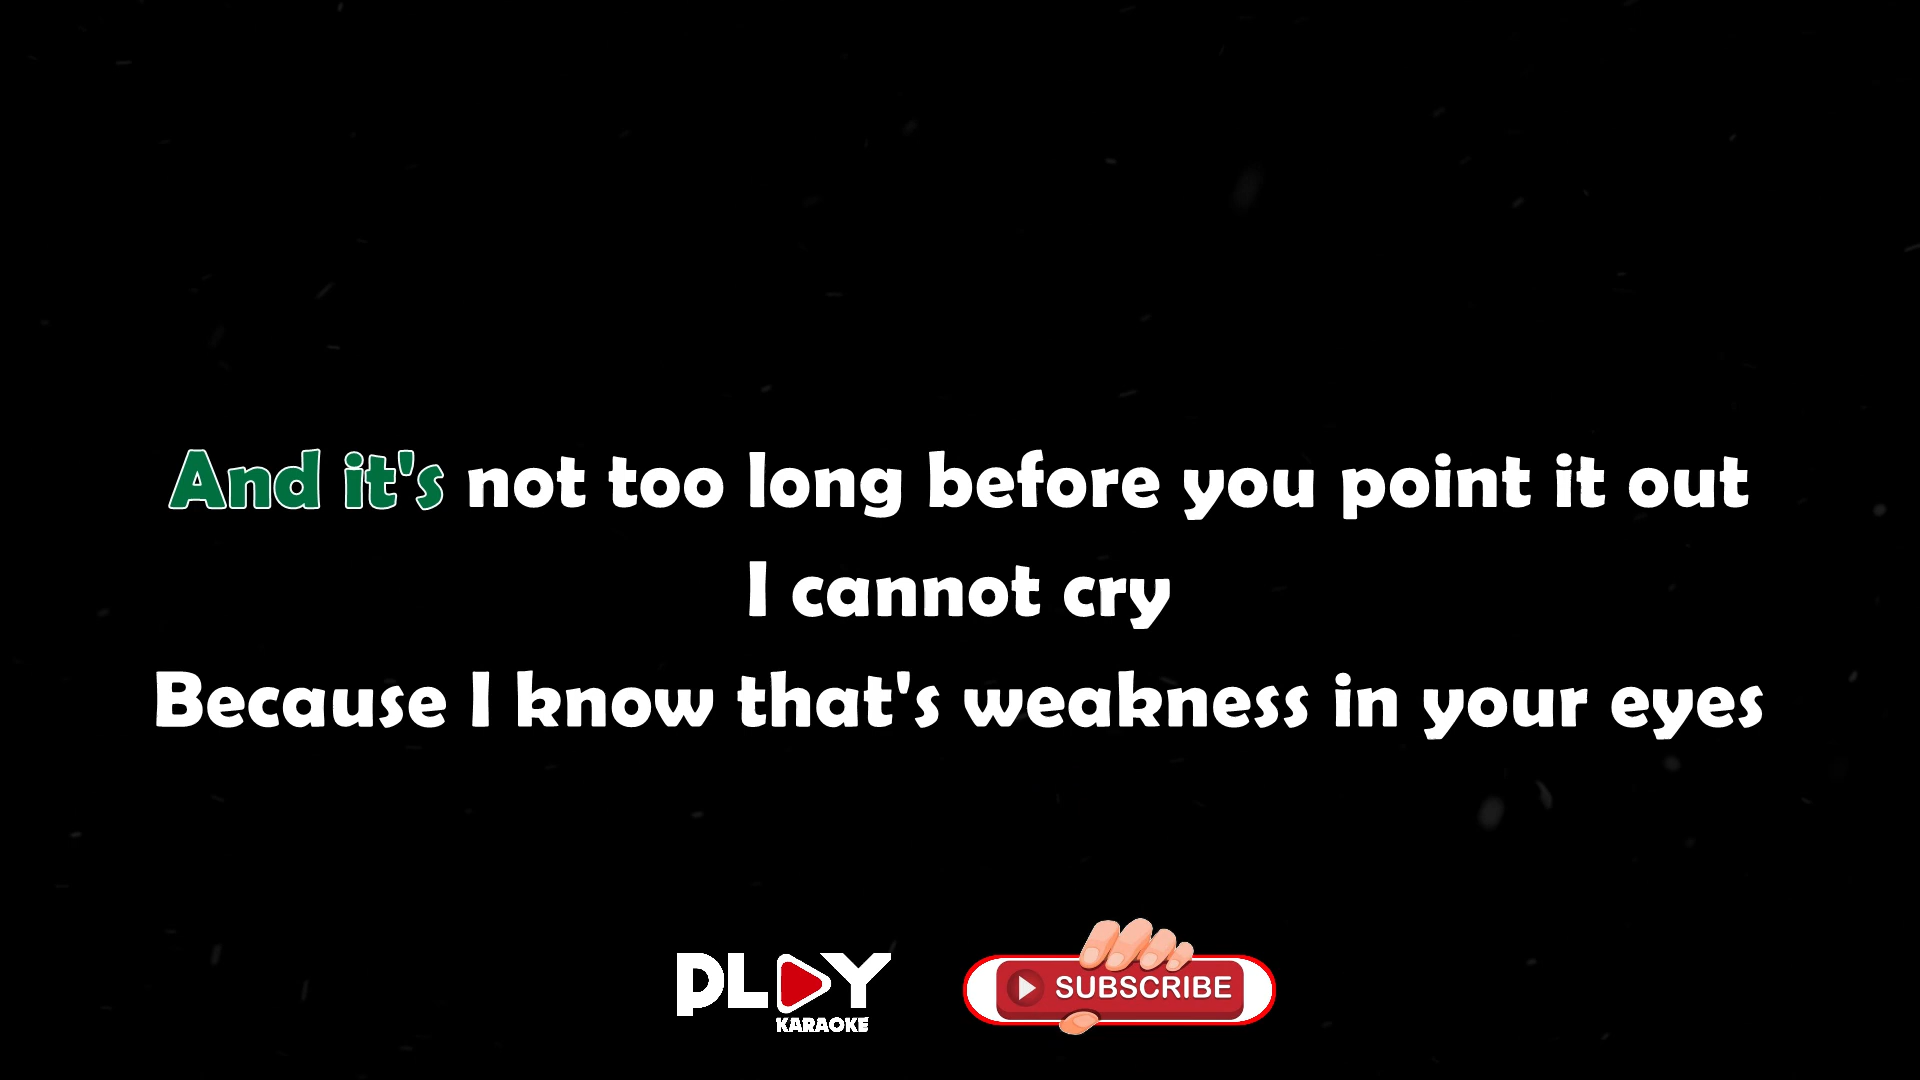 And it's not too long before you point it out
I cannot cry
Because I know that's weakness in your eyes
PLAY
KARAOKE
SUBSCRIBE